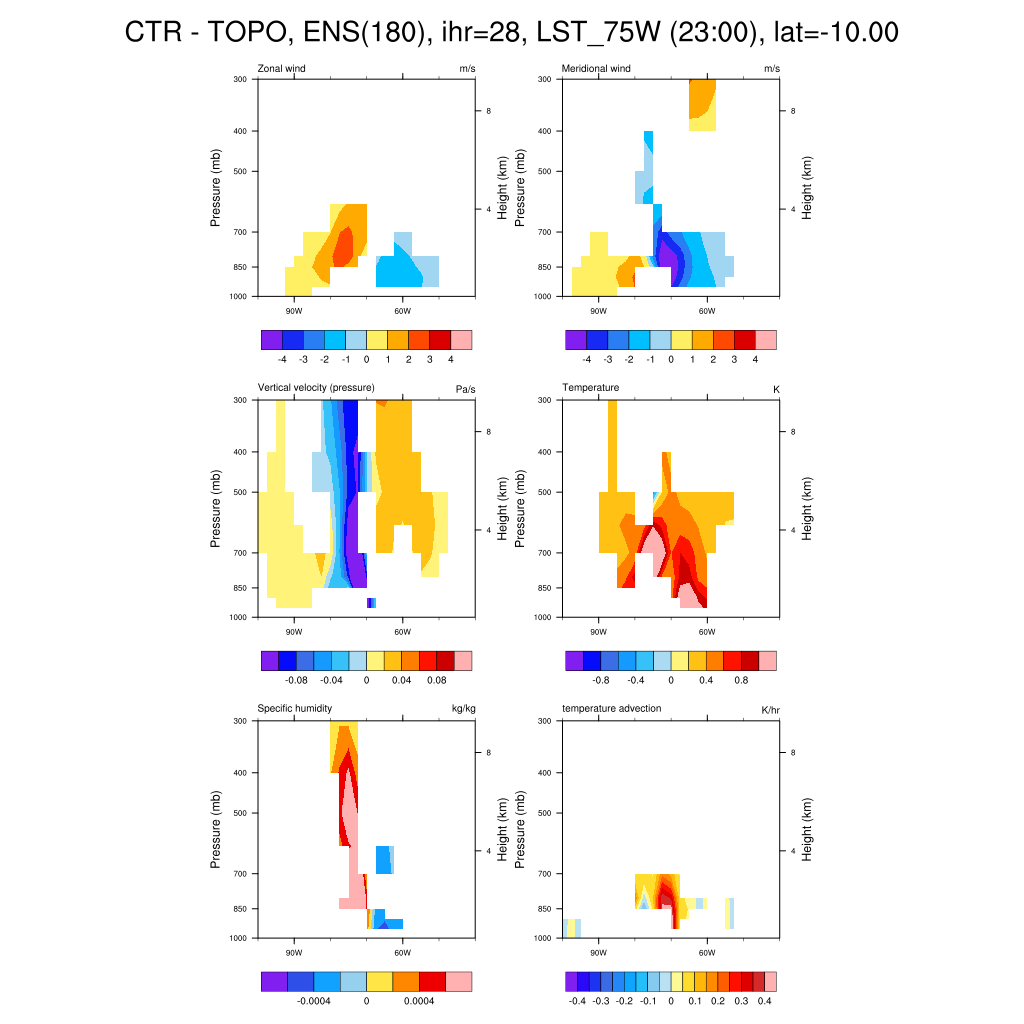 CTR - TOPO, ENS(180), ihr=28, LST_75W (23:00), lat=-10.00
Zonal wind m/s
300
400
500
700
850
1000
Pressure (mb)
8
4
Height (km)
90W 60W
-4 -3 -2 -1 0 1 2 3 4
Meridional wind m/s
300
400
500
700
850
1000
Pressure (mb)
8
4
Height (km)
90W 60W
-4 -3 -2 -1 0 1 2 3 4
Vertical velocity (pressure) Pa/s
300
400
500
700
850
1000
Pressure (mb)
8
4
Height (km)
90W 60W
-0.08 -0.04 0 0.04 0.08
Temperature K
300
400
500
700
850
1000
Pressure (mb)
8
4
Height (km)
90W 60W
-0.8 -0.4 0 0.4 0.8
Specific humidity kg/kg
300
400
500
700
850
1000
Pressure (mb)
8
4
Height (km)
90W 60W
-0.0004 0 0.0004
temperature advection K/hr
300
400
500
700
850
1000
Pressure (mb)
8
4
Height (km)
90W 60W
-0.4 -0.3 -0.2 -0.1 0 0.1 0.2 0.3 0.4